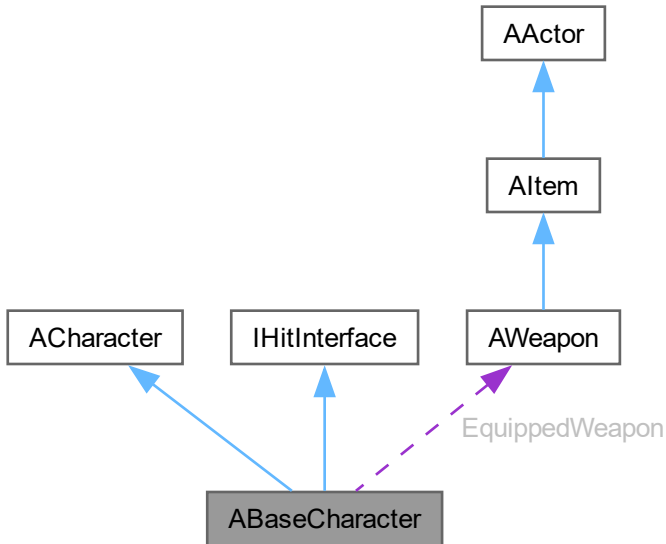 AActor
AItem
ACharacter
IHitInterface
AWeapon
EquippedWeapon
ABaseCharacter